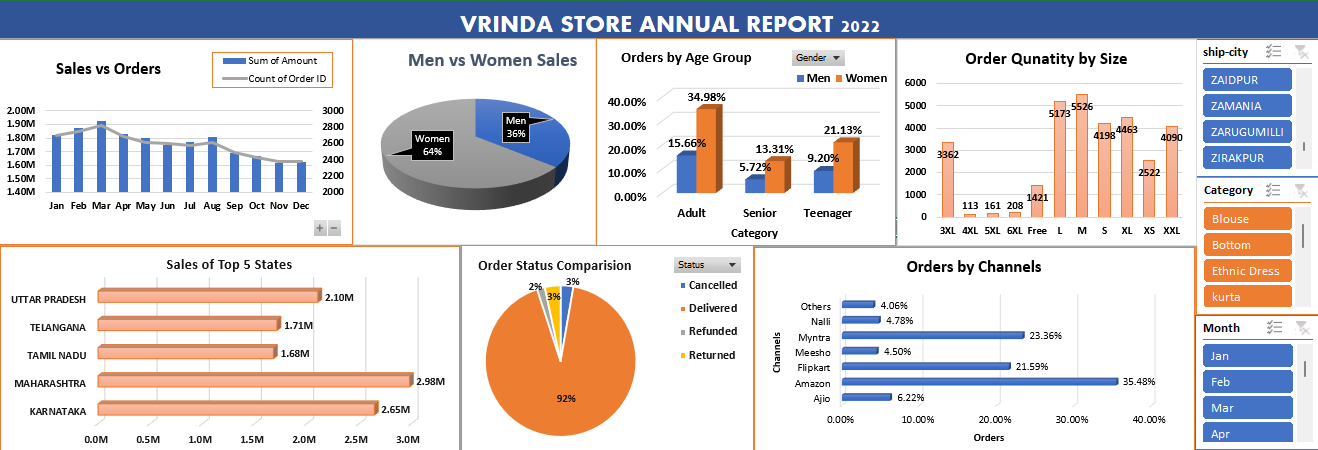 VRINDA STORE ANNUAL REPORT 2022
Sales vs Orders
Sum of Amount
Count of Order ID
2.00M
1.90M
1.80M
1.70M
1.60M
1.50M
1.40M
3000
2800
2600
2400
2200
2000
Jan Feb Mar Apr May Jun Jul Aug Sep Oct Nov Dec
+ −
Men vs Women Sales
Men
36%
Women
64%
Orders by Age Group
Gender
Men Women
40.00%
30.00%
20.00%
10.00%
0.00%
34.98%
15.66%
5.72%
13.31%
9.20%
21.13%
Adult Senior Teenager
Category
Order Qunatity by Size
6000
5000
4000
3000
2000
1000
0
3362
113
161
208
1421
5173
5526
4198
4463
2522
4090
3XL 4XL 5XL 6XL Free L M S XL XS XXL
ship-city
ZAIDPUR
ZAMANIA
ZARUGUMILLI
ZIRAKPUR
Category
Blouse
Bottom
Ethnic Dress
kurta
Month
Jan
Feb
Mar
Apr
Sales of Top 5 States
UTTAR PRADESH 2.10M
TELANGANA 1.71M
TAMIL NADU 1.68M
MAHARASHTRA 2.98M
KARNATAKA 2.65M
0.0M 0.5M 1.0M 1.5M 2.0M 2.5M 3.0M
Order Status Comparision
Status
Cancelled
Delivered
Refunded
Returned
2%
3%
3%
92%
Orders by Channels
Channels
Others 4.06%
Nalli 4.78%
Myntra 23.36%
Meesho 4.50%
Flipkart 21.59%
Amazon 35.48%
Ajio 6.22%
0.00% 10.00% 20.00% 30.00% 40.00%
Orders